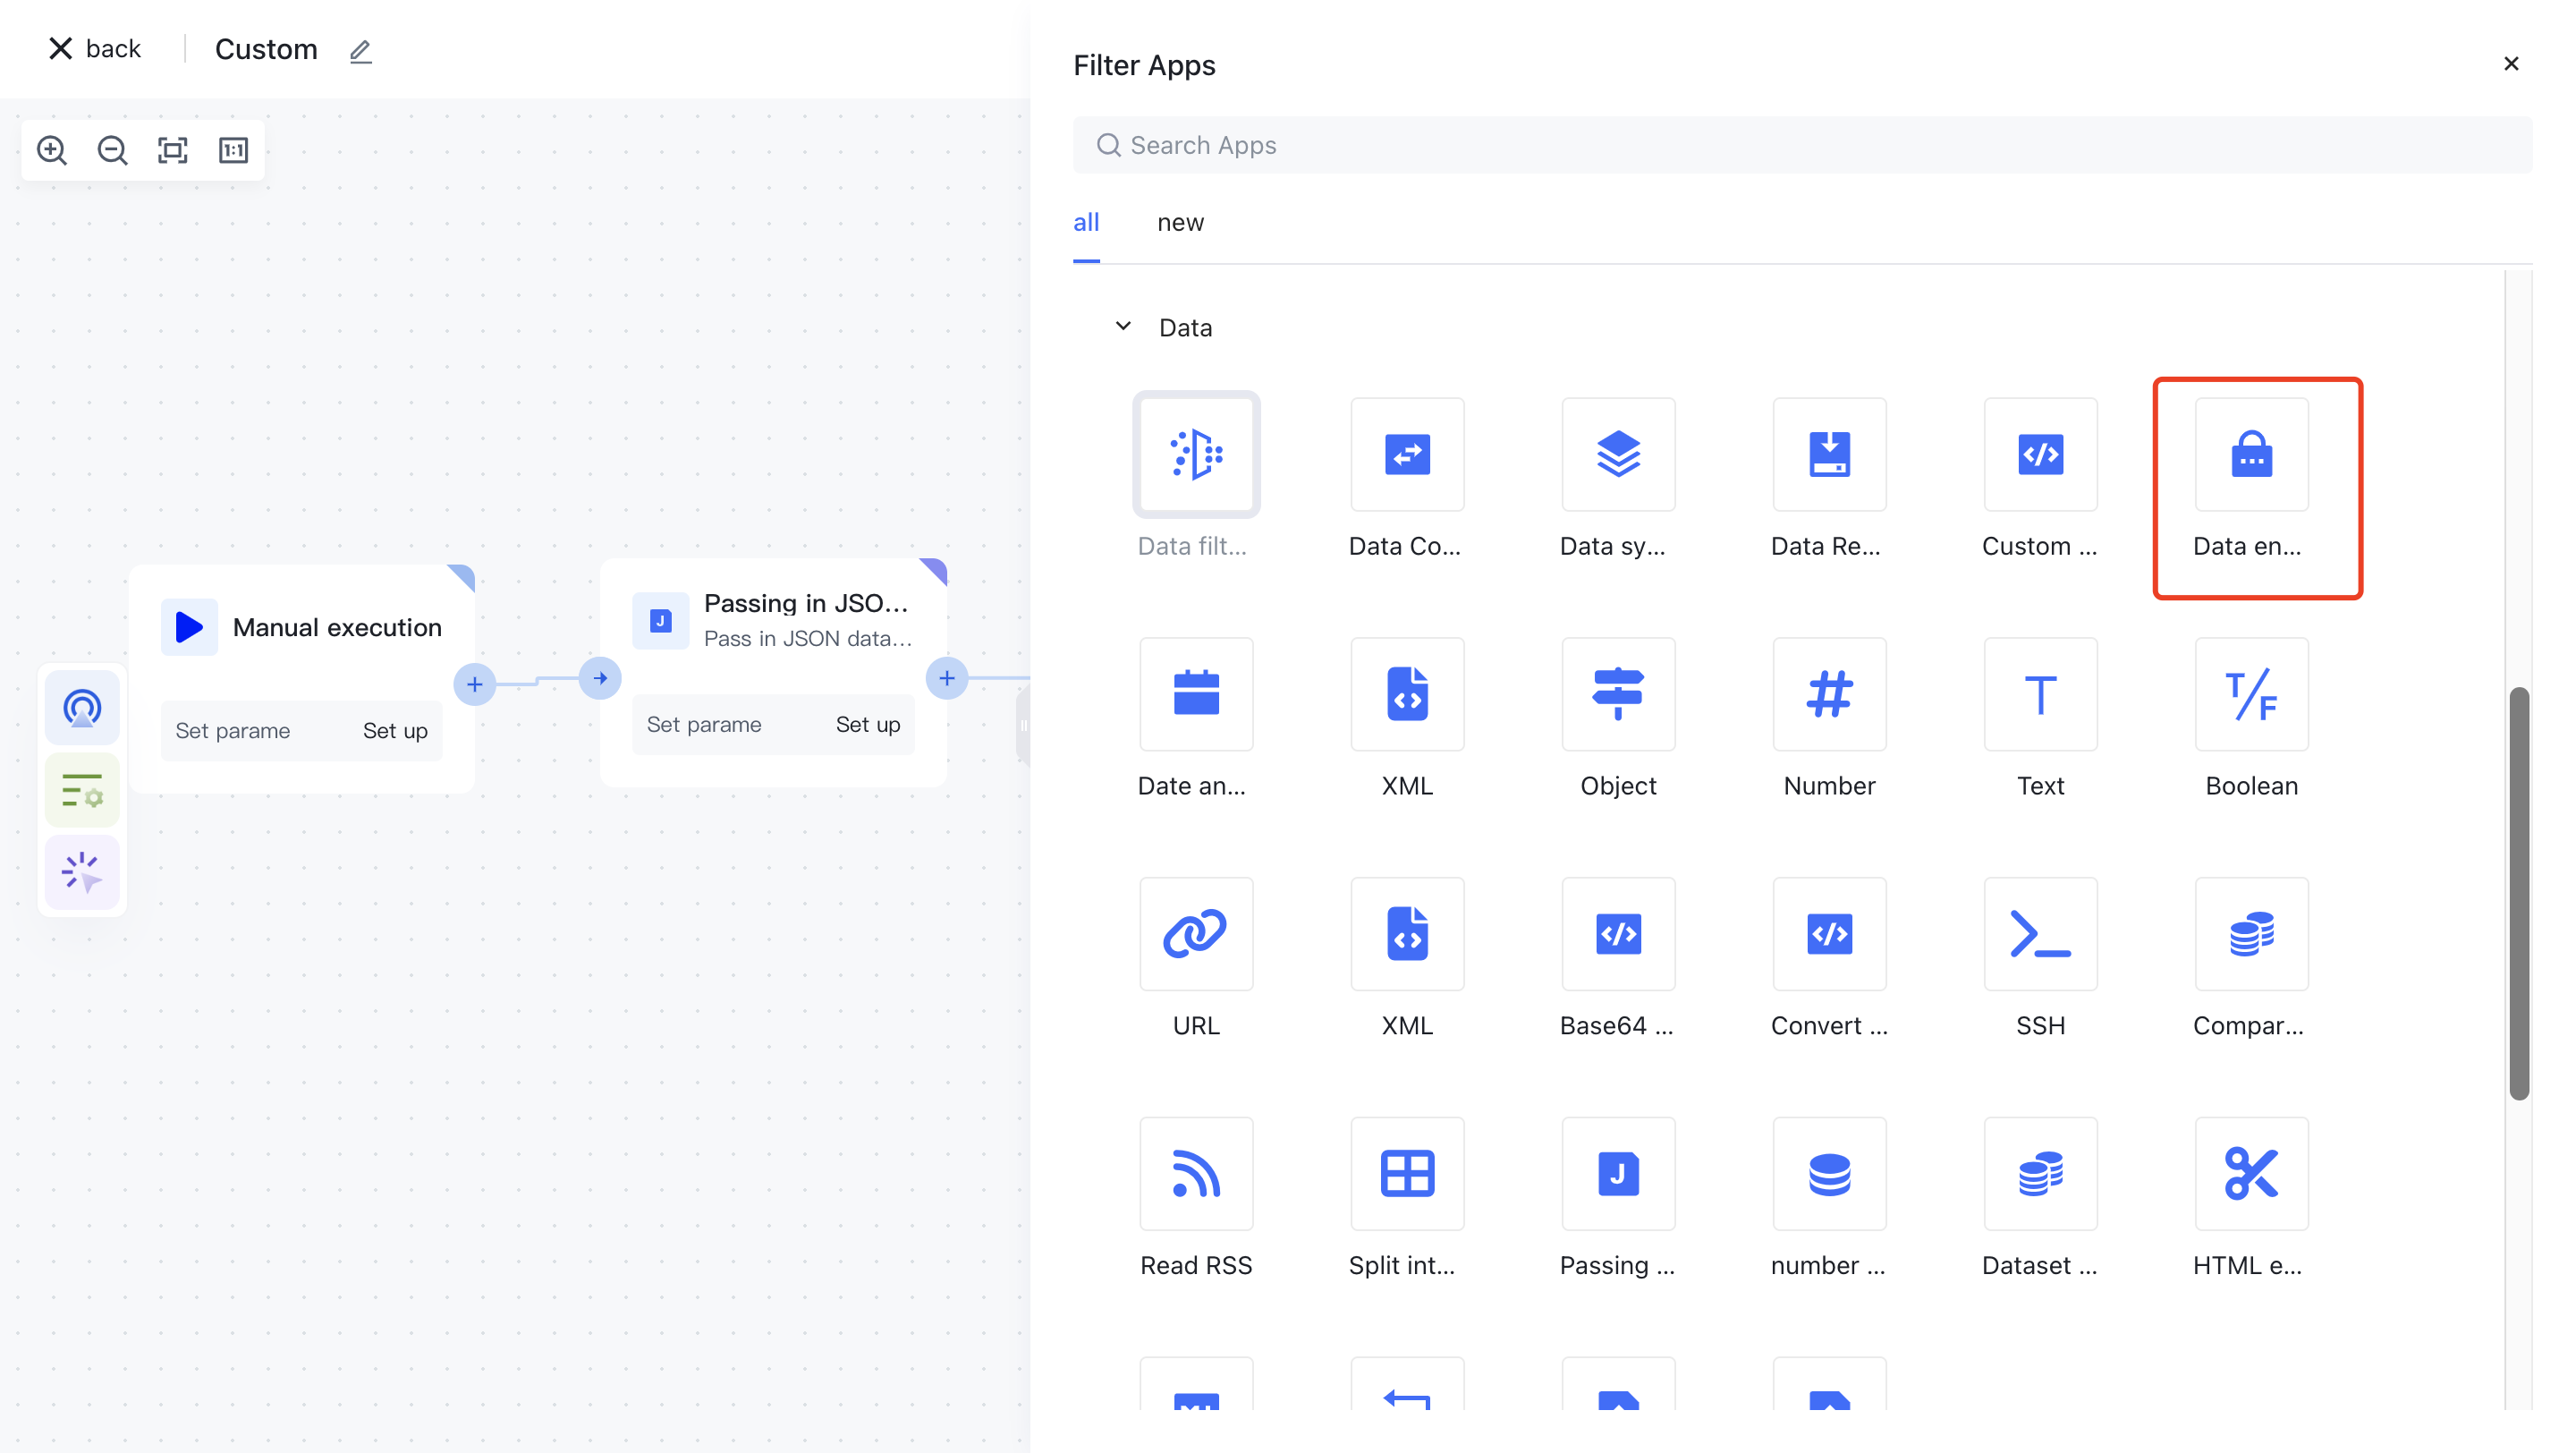 back
Custom
1:1
Manual execution
Set parame
Set up
J
Passing in JSO...
Pass in JSON data...
Set parame
Set up
Filter Apps
Search Apps
all
new
Data
Data filt...
Data Co...
Data sy...
Data Re...
Custom ...
Data en...
T
T/F
Date an...
XML
Object
Number
Text
Boolean
URL
XML
Base64 ...
Convert ...
SSH
Compar...
J
Read RSS
Split int...
Passing ...
number ...
Dataset ...
HTML e...